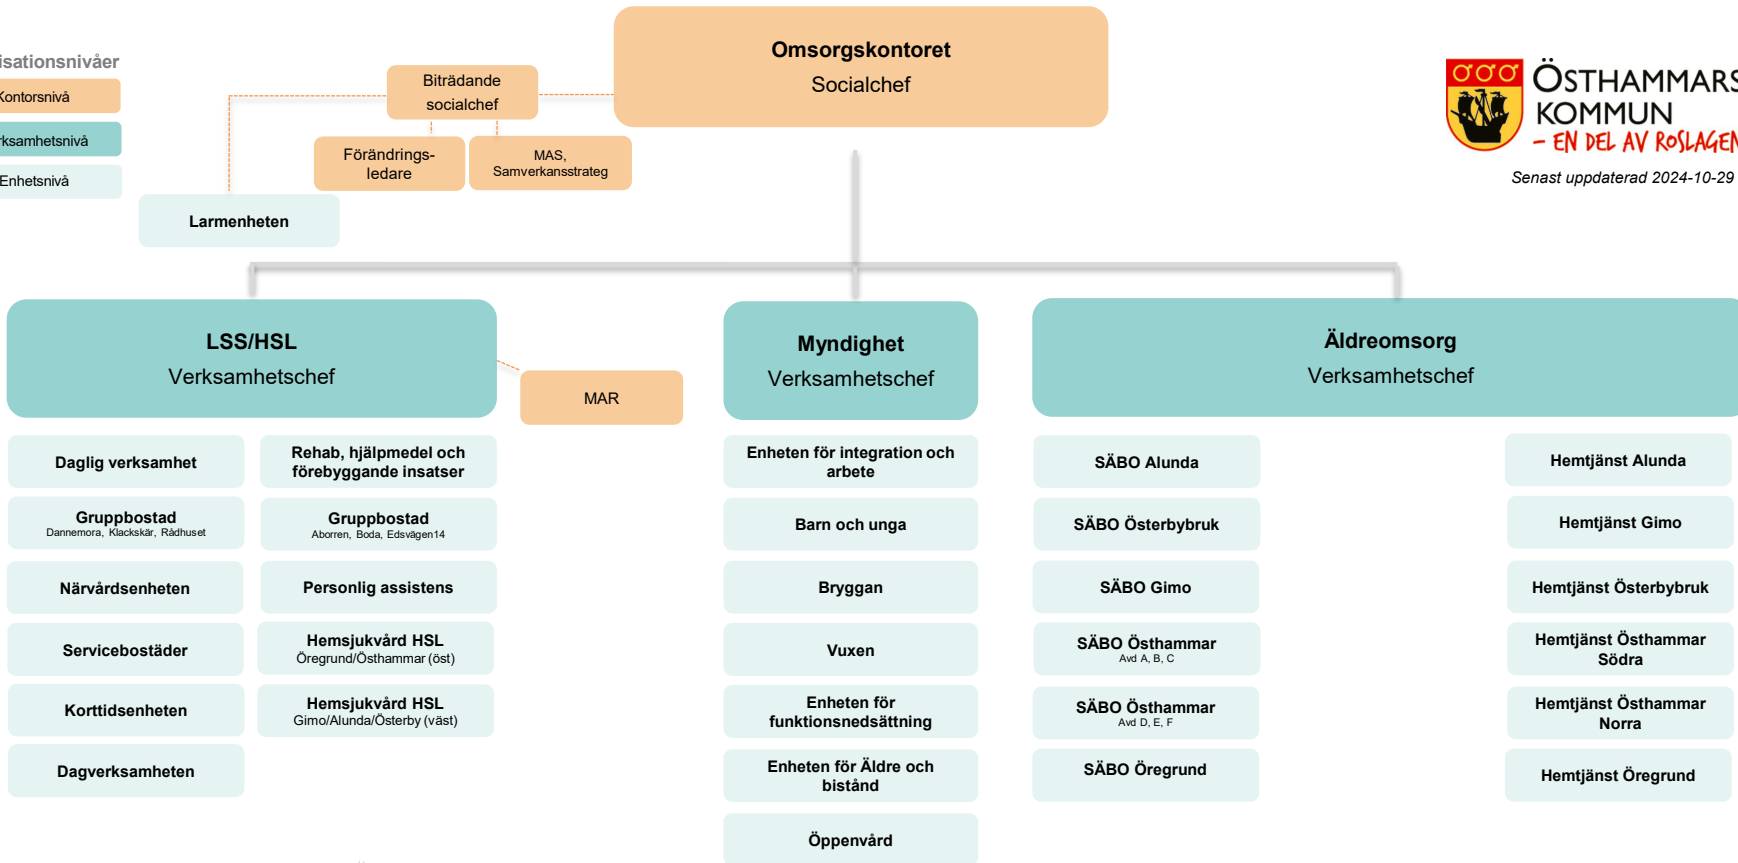 Omsorgskontoret
Socialchef
isationsnivåer
Kontorsnivå
rksamhetsnivå
Enhetsnivå
Biträdande
socialchef
Förändrings-
ledare
MAS,
Samverkansstrateg
Larmenheten
ÖSTHAMMARS
KOMMUN
– EN DEL AV ROSLAGEN
Senast uppdaterad 2024-10-29
LSS/HSL
Verksamhetschef
MAR
Myndighet
Verksamhetschef
Äldreomsorg
Verksamhetschef
Daglig verksamhet
Gruppbostad
Dannemora, Klackskär, Rådhuset
Närvårdsenheten
Servicebostäder
Korttidsenheten
Dagverksamheten
Rehab, hjälpmedel och
förebyggande insatser
Gruppbostad
Aborren, Boda, Edsvägen14
Personlig assistens
Hemsjukvård HSL
Öregrund/Östhammar (öst)
Hemsjukvård HSL
Gimo/Alunda/Österby (väst)
Enheten för integration och
arbete
Barn och unga
Bryggan
Vuxen
Enheten för
funktionsnedsättning
Enheten för Äldre och
bistånd
Öppenvård
SÄBO Alunda
SÄBO Österbybruk
SÄBO Gimo
SÄBO Östhammar
Avd A, B, C
SÄBO Östhammar
Avd D, E, F
SÄBO Öregrund
Hemtjänst Alunda
Hemtjänst Gimo
Hemtjänst Österbybruk
Hemtjänst Östhammar
Södra
Hemtjänst Östhammar
Norra
Hemtjänst Öregrund